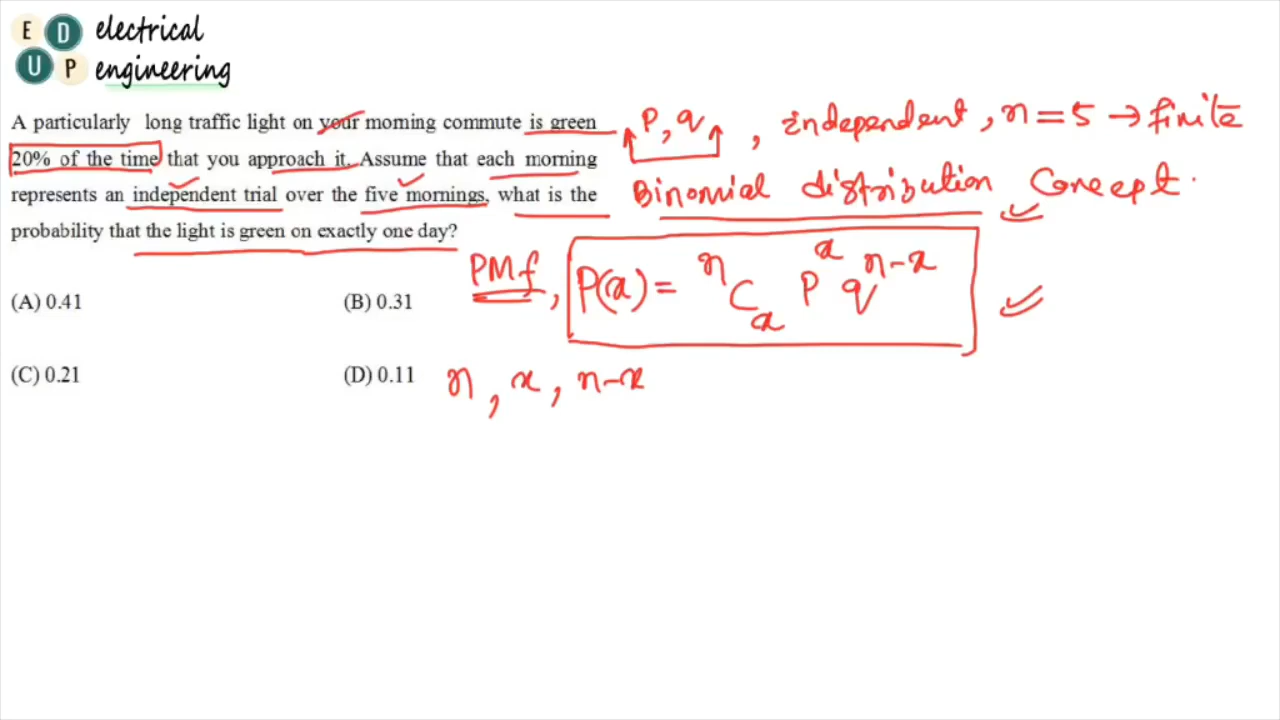 E D electrical
U P engineering
A particularly long traffic light on your morning commute is green
20% of the time that you approach it. Assume that each morning
represents an independent trial over the five mornings, what is the
probability that the light is green on exactly one day?
(A) 0.41 (B) 0.31
(C) 0.21 (D) 0.11
P, q, independent, n = 5 → finite
Binomial distribution Concept.
PMf, P(x) = ⁿCₓ pˣ qⁿ⁻ˣ
n, x, n-x